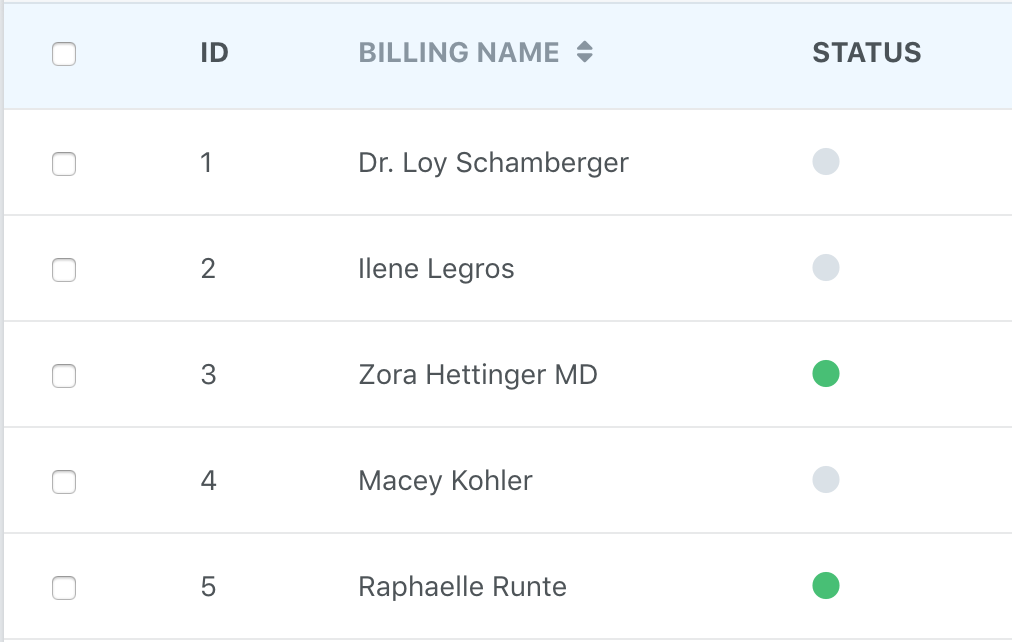 ID BILLING NAME STATUS
1 Dr. Loy Schamberger
2 Ilene Legros
3 Zora Hettinger MD
4 Macey Kohler
5 Raphaelle Runte